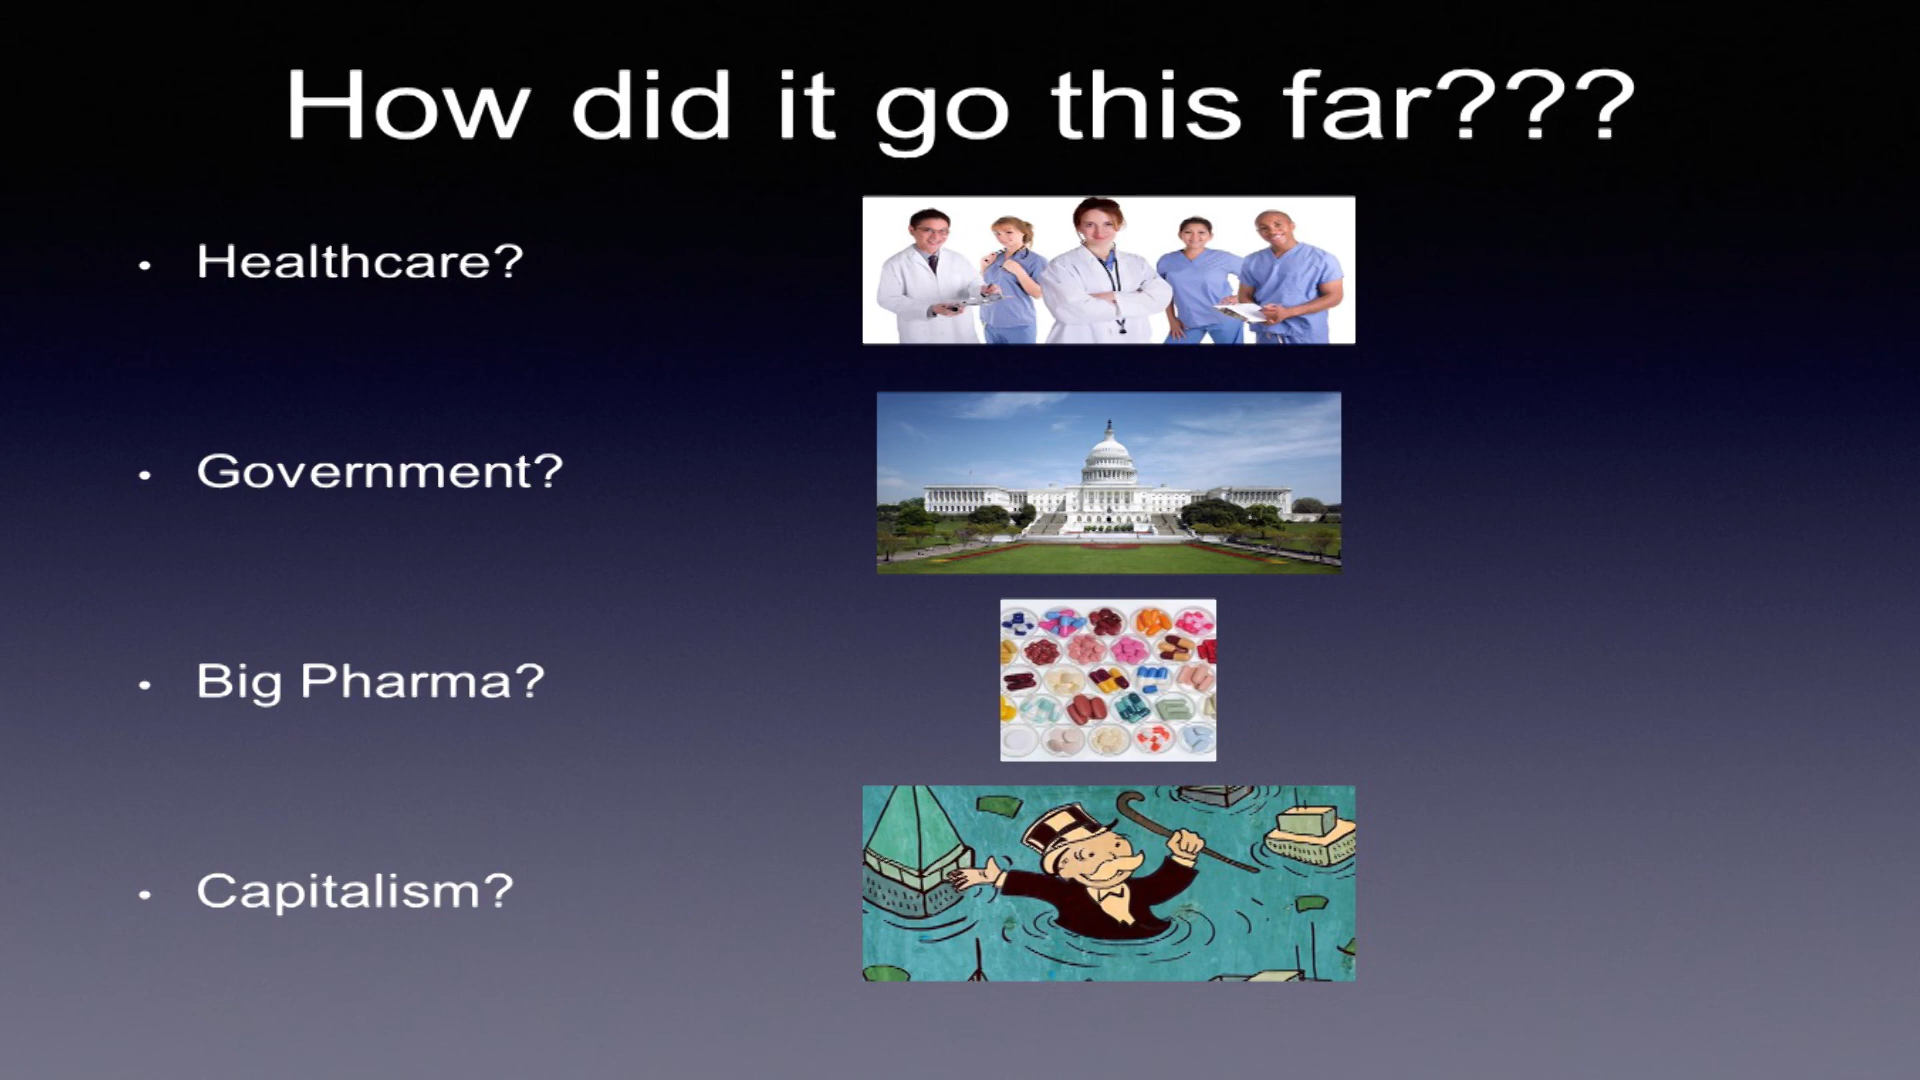 How did it go this far???
• Healthcare?
• Government?
• Big Pharma?
• Capitalism?